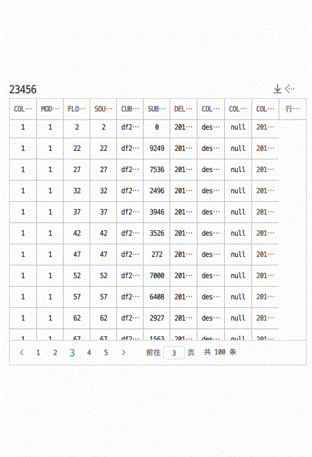 23456
COL… MOD… FLO… SOU… CUB… SUB… DEL… COL… COL… COL… 行…
1 1 2 2 df2… 0 201… des… null 201…
1 1 22 22 df2… 9249 201… des… null 201…
1 1 27 27 df2… 7536 201… des… null 201…
1 1 32 32 df2… 2496 201… des… null 201…
1 1 37 37 df2… 3946 201… des… null 201…
1 1 42 42 df2… 3526 201… des… null 201…
1 1 47 47 df2… 272 201… des… null 201…
1 1 52 52 df2… 7000 201… des… null 201…
1 1 57 57 df2… 6408 201… des… null 201…
1 1 62 62 df2… 2927 201… des… null 201…
1 1 67 67 df2… 1563 201… des… null 201…
1 2 3 4 5 前往 3 页 共 100 条